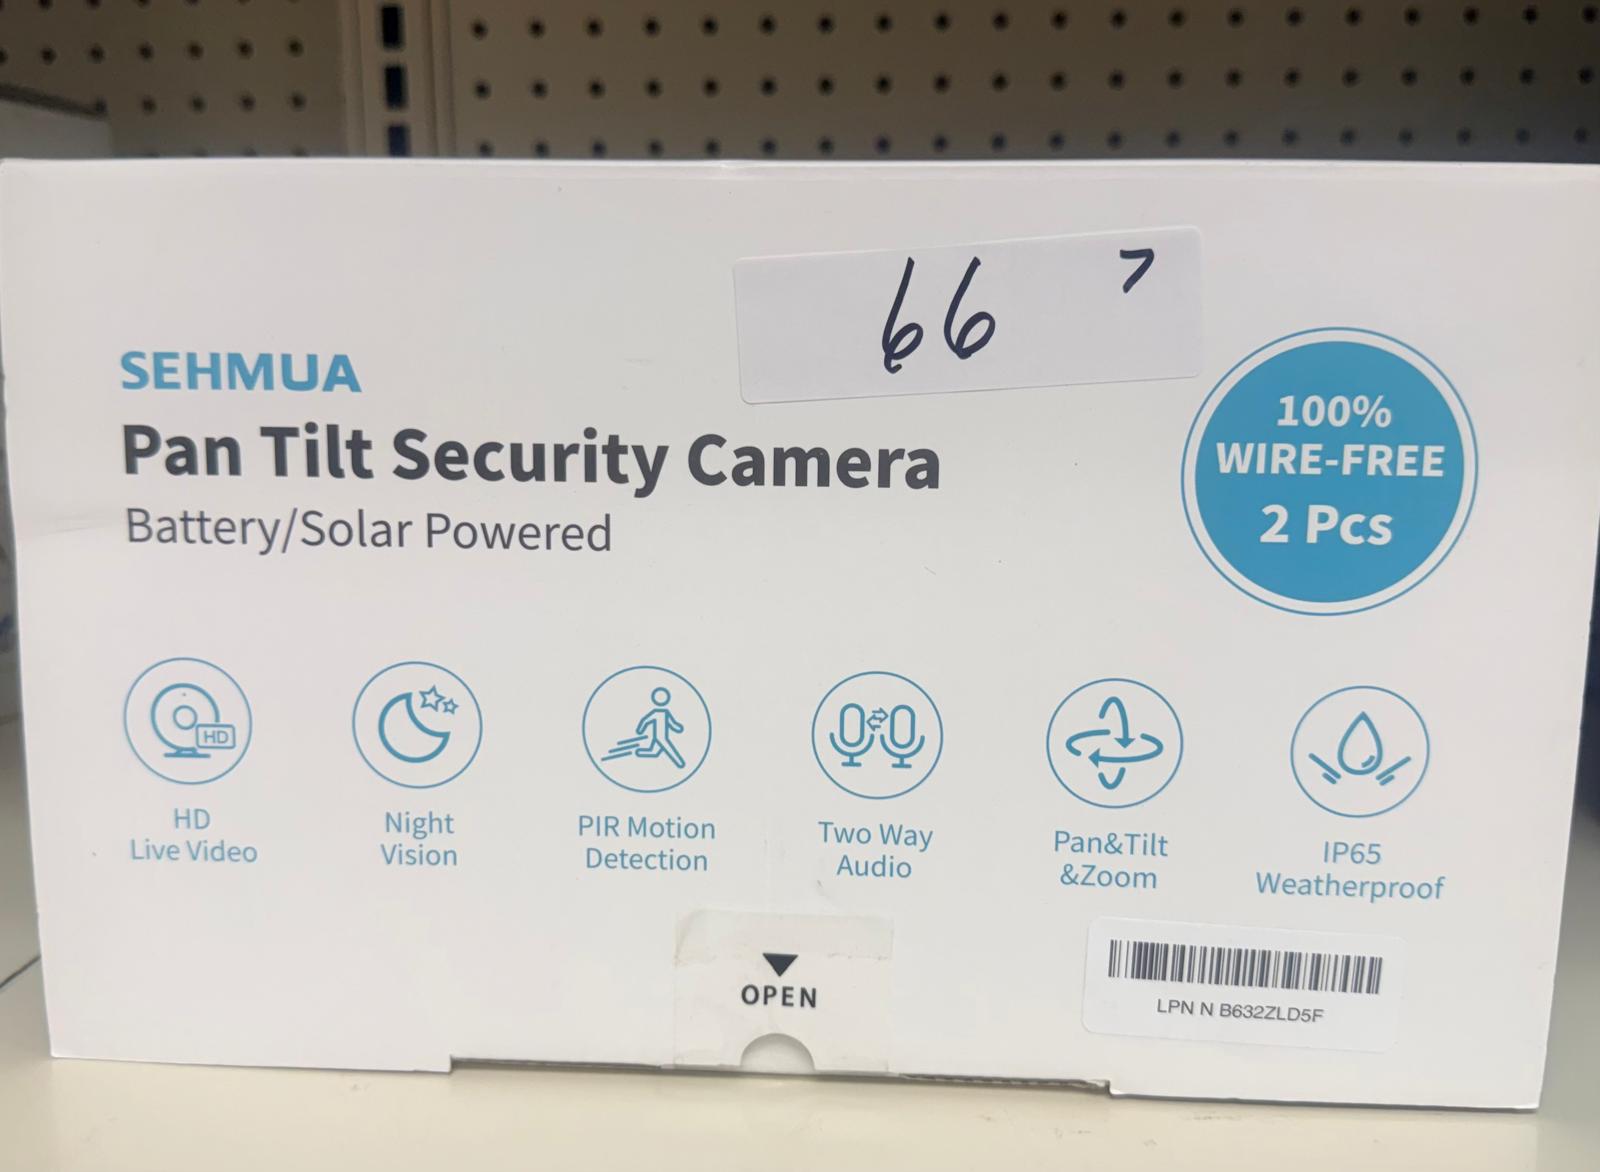 66 7
SEHMUA
Pan Tilt Security Camera
Battery/Solar Powered
100%
WIRE-FREE
2 Pcs
HD
HD
Live Video
Night
Vision
PIR Motion
Detection
Two Way
Audio
Pan&Tilt
&Zoom
IP65
Weatherproof
OPEN
LPN N B632ZLD5F